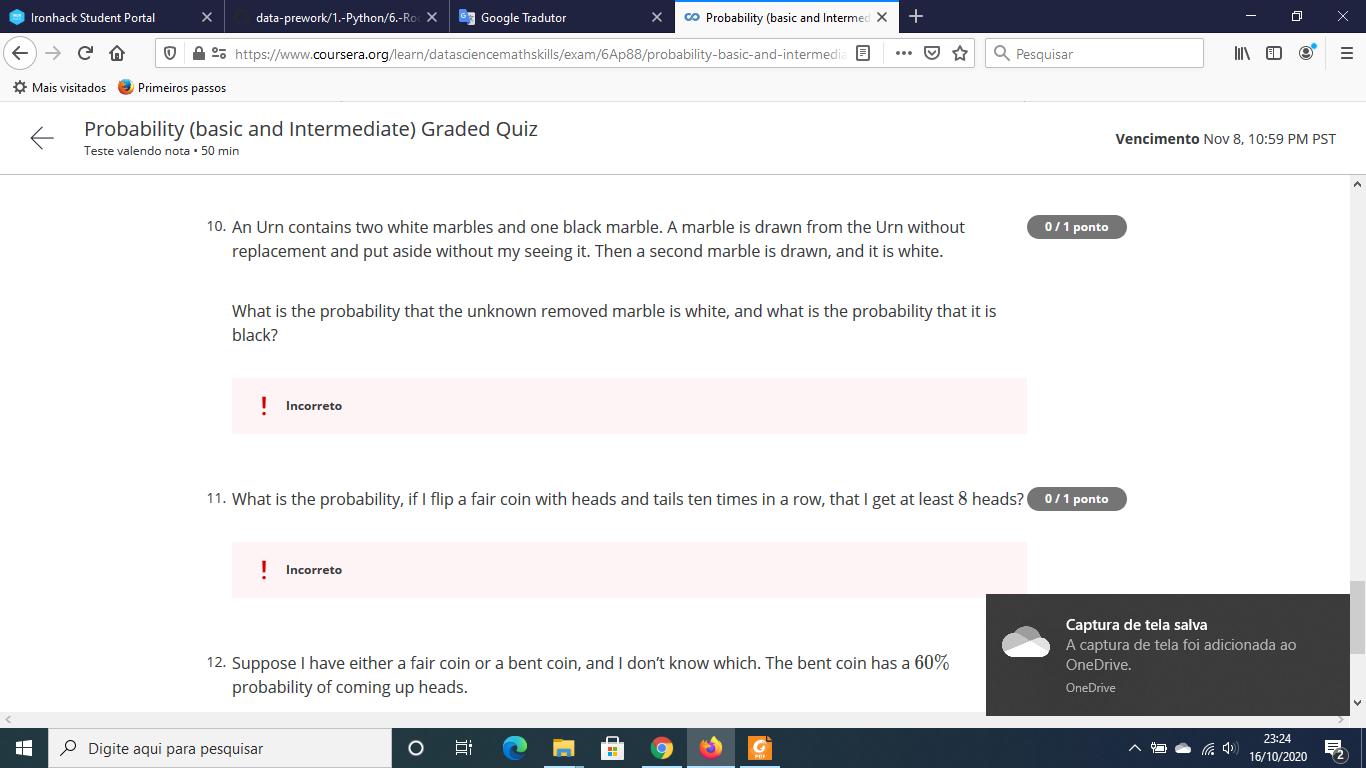 Ironhack Student Portal
data-prework/1.-Python/6.-Ro
Google Tradutor
Probability (basic and Intermed
https://www.coursera.org/learn/datasciencemathskills/exam/6Ap88/probability-basic-and-intermedia
Pesquisar
Mais visitados
Primeiros passos
Probability (basic and Intermediate) Graded Quiz
Teste valendo nota • 50 min
Vencimento Nov 8, 10:59 PM PST
10. An Urn contains two white marbles and one black marble. A marble is drawn from the Urn without
replacement and put aside without my seeing it. Then a second marble is drawn, and it is white.
0 / 1 ponto
What is the probability that the unknown removed marble is white, and what is the probability that it is
black?
! Incorreto
11. What is the probability, if I flip a fair coin with heads and tails ten times in a row, that I get at least 8 heads?
0 / 1 ponto
! Incorreto
12. Suppose I have either a fair coin or a bent coin, and I don’t know which. The bent coin has a 60%
probability of coming up heads.
Captura de tela salva
A captura de tela foi adicionada ao
OneDrive.
OneDrive
Digite aqui para pesquisar
PDF
23:24
16/10/2020
2